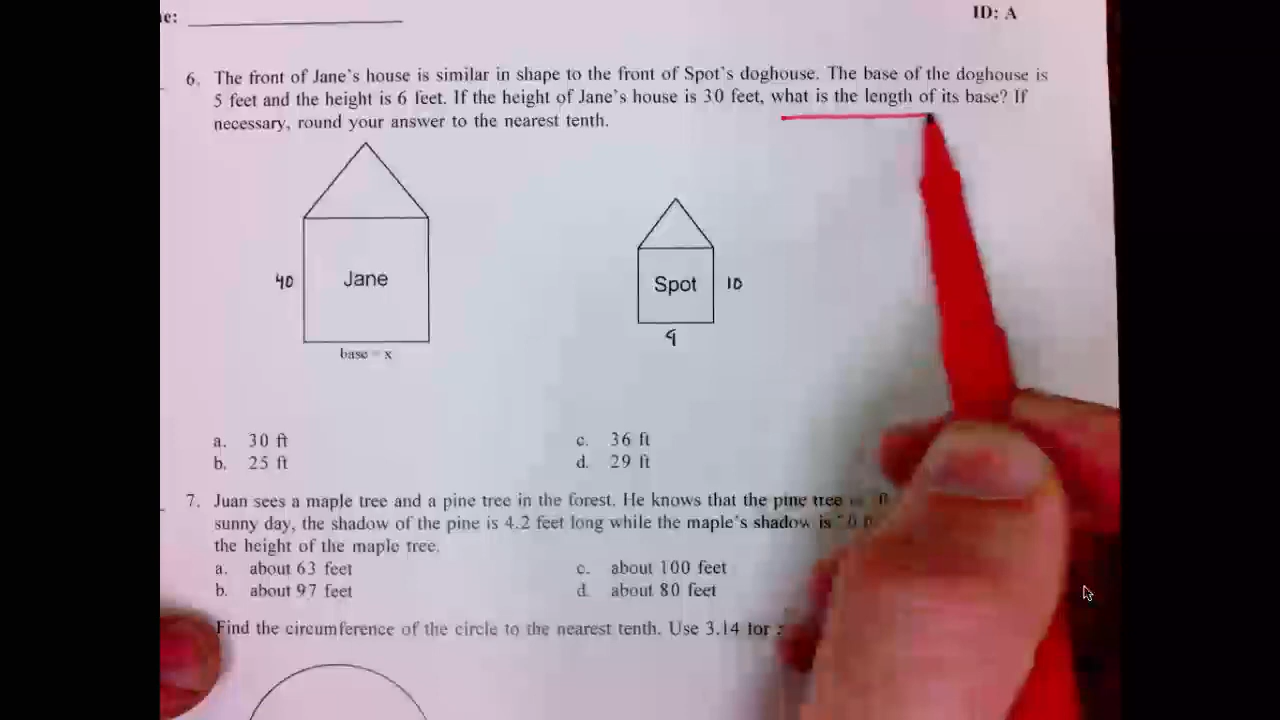 e: ____________
ID: A
6. The front of Jane's house is similar in shape to the front of Spot's doghouse. The base of the doghouse is
5 feet and the height is 6 feet. If the height of Jane's house is 30 feet, what is the length of its base? If
necessary, round your answer to the nearest tenth.
40
Jane
base = x
Spot
10
9
a. 30 ft
c. 36 ft
b. 25 ft
d. 29 ft
7. Juan sees a maple tree and a pine tree in the forest. He knows that the pine tree
sunny day, the shadow of the pine is 4.2 feet long while the maple's shadow is
the height of the maple tree.
a. about 63 feet
c. about 100 feet
b. about 97 feet
d. about 80 feet
Find the circumference of the circle to the nearest tenth. Use 3.14 for